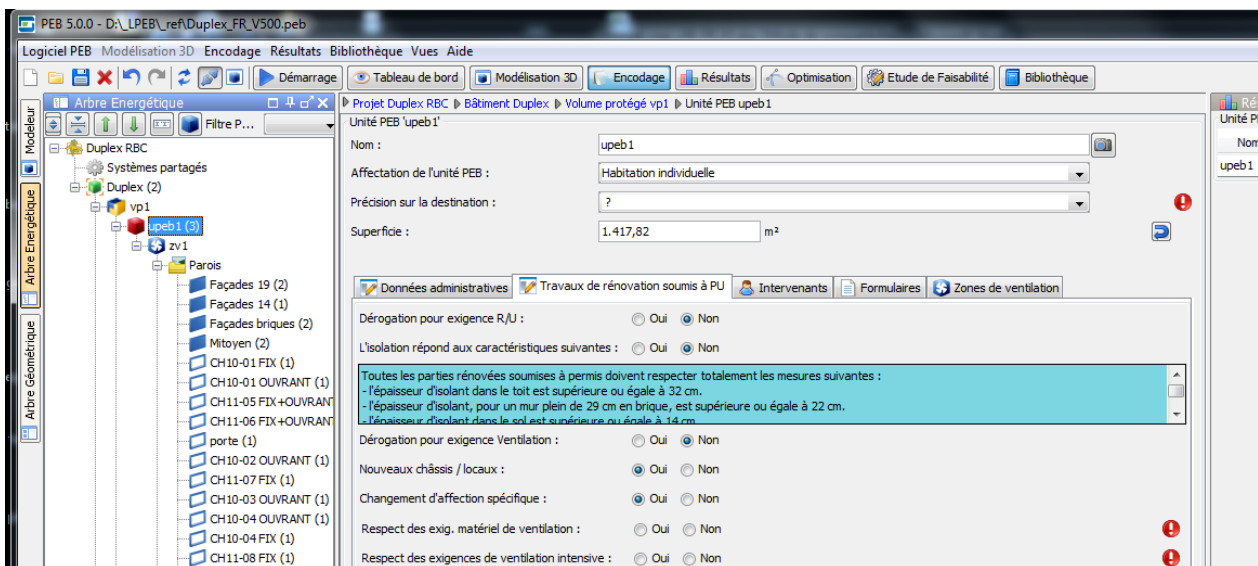 PEB 5.0.0 - D:\_LPEB\_ref\Duplex_FR_V500.peb
Logiciel PEB Modélisation 3D Encodage Résultats Bibliothèque Vues Aide
Démarrage Tableau de bord Modélisation 3D Encodage Résultats Optimisation Etude de Faisabilité Bibliothèque
Modeleur
Arbre Energétique
Arbre Géométrique
Arbre Energétique
Filtre P...
Duplex RBC
Systèmes partagés
Duplex (2)
vp1
upeb1 (3)
zv1
Parois
Façades 19 (2)
Façades 14 (1)
Façades briques (2)
Mitoyen (2)
CH10-01 FIX (1)
CH10-01 OUVRANT (1)
CH11-05 FIX+OUVRANT
CH11-06 FIX+OUVRANT
porte (1)
CH10-02 OUVRANT (1)
CH11-07 FIX (1)
CH10-03 OUVRANT (1)
CH10-04 OUVRANT (1)
CH10-04 FIX (1)
CH11-08 FIX (1)
Projet Duplex RBC Bâtiment Duplex Volume protégé vp1 Unité PEB upeb1
Unité PEB 'upeb1'
Nom : upeb1
Affectation de l'unité PEB : Habitation individuelle
Précision sur la destination : ?
Superficie : 1.417,82 m²
Données administratives Travaux de rénovation soumis à PU Intervenants Formulaires Zones de ventilation
Dérogation pour exigence R/U : Oui Non
L'isolation répond aux caractéristiques suivantes : Oui Non
Toutes les parties rénovées soumises à permis doivent respecter totalement les mesures suivantes :
- l'épaisseur d'isolant dans le toit est supérieure ou égale à 32 cm.
- l'épaisseur d'isolant, pour un mur plein de 29 cm en brique, est supérieure ou égale à 22 cm.
- l'épaisseur d'isolant dans le sol est supérieure ou égale à 14 cm
Dérogation pour exigence Ventilation : Oui Non
Nouveaux châssis / locaux : Oui Non
Changement d'affection spécifique : Oui Non
Respect des exig. matériel de ventilation : Oui Non
Respect des exigences de ventilation intensive : Oui Non
Ré
Unité P
Nom
upeb1